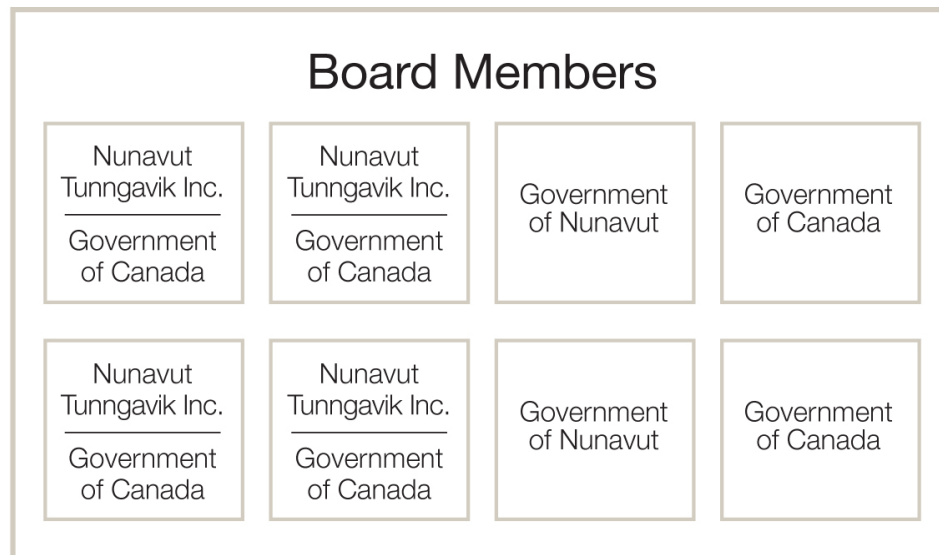 Board Members
Nunavut
Tunngavik Inc.
Government
of Canada
Nunavut
Tunngavik Inc.
Government
of Canada
Government
of Nunavut
Government
of Canada
Nunavut
Tunngavik Inc.
Government
of Canada
Nunavut
Tunngavik Inc.
Government
of Canada
Government
of Nunavut
Government
of Canada